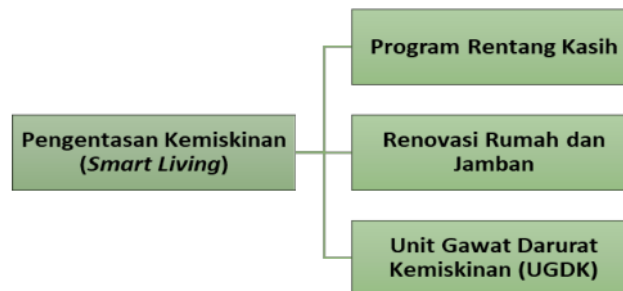 Program Rentang Kasih
Pengentasan Kemiskinan
(Smart Living)
Renovasi Rumah dan
Jamban
Unit Gawat Darurat
Kemiskinan (UGDK)